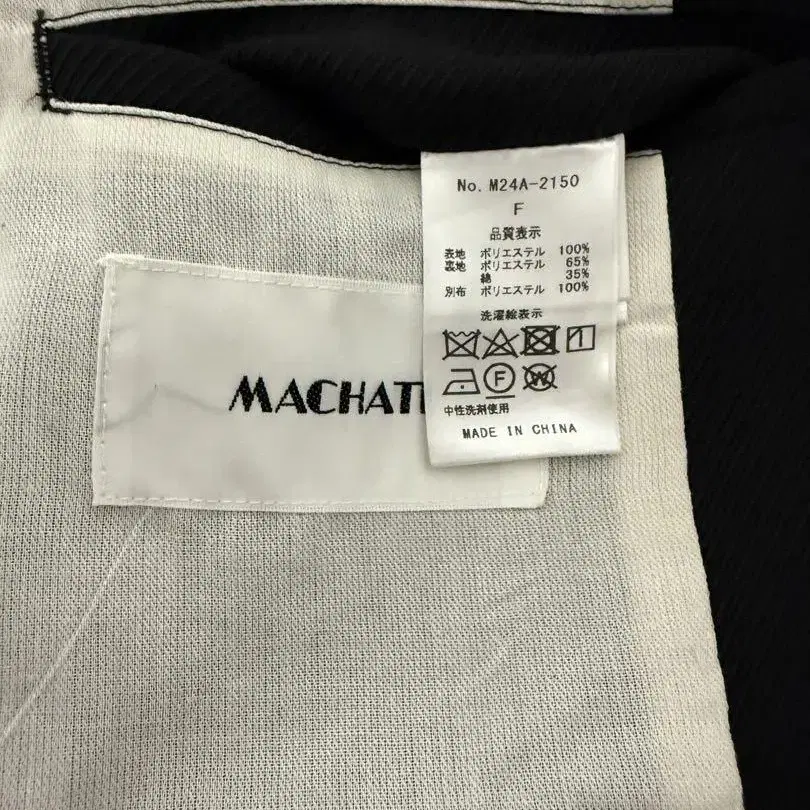 No. M24A-2150
F
品質表示
表地 ポリエステル 100%
裏地 ポリエステル 65%
綿 35%
別布 ポリエステル 100%
洗濯絵表示
F W
中性洗剤使用
MADE IN CHINA